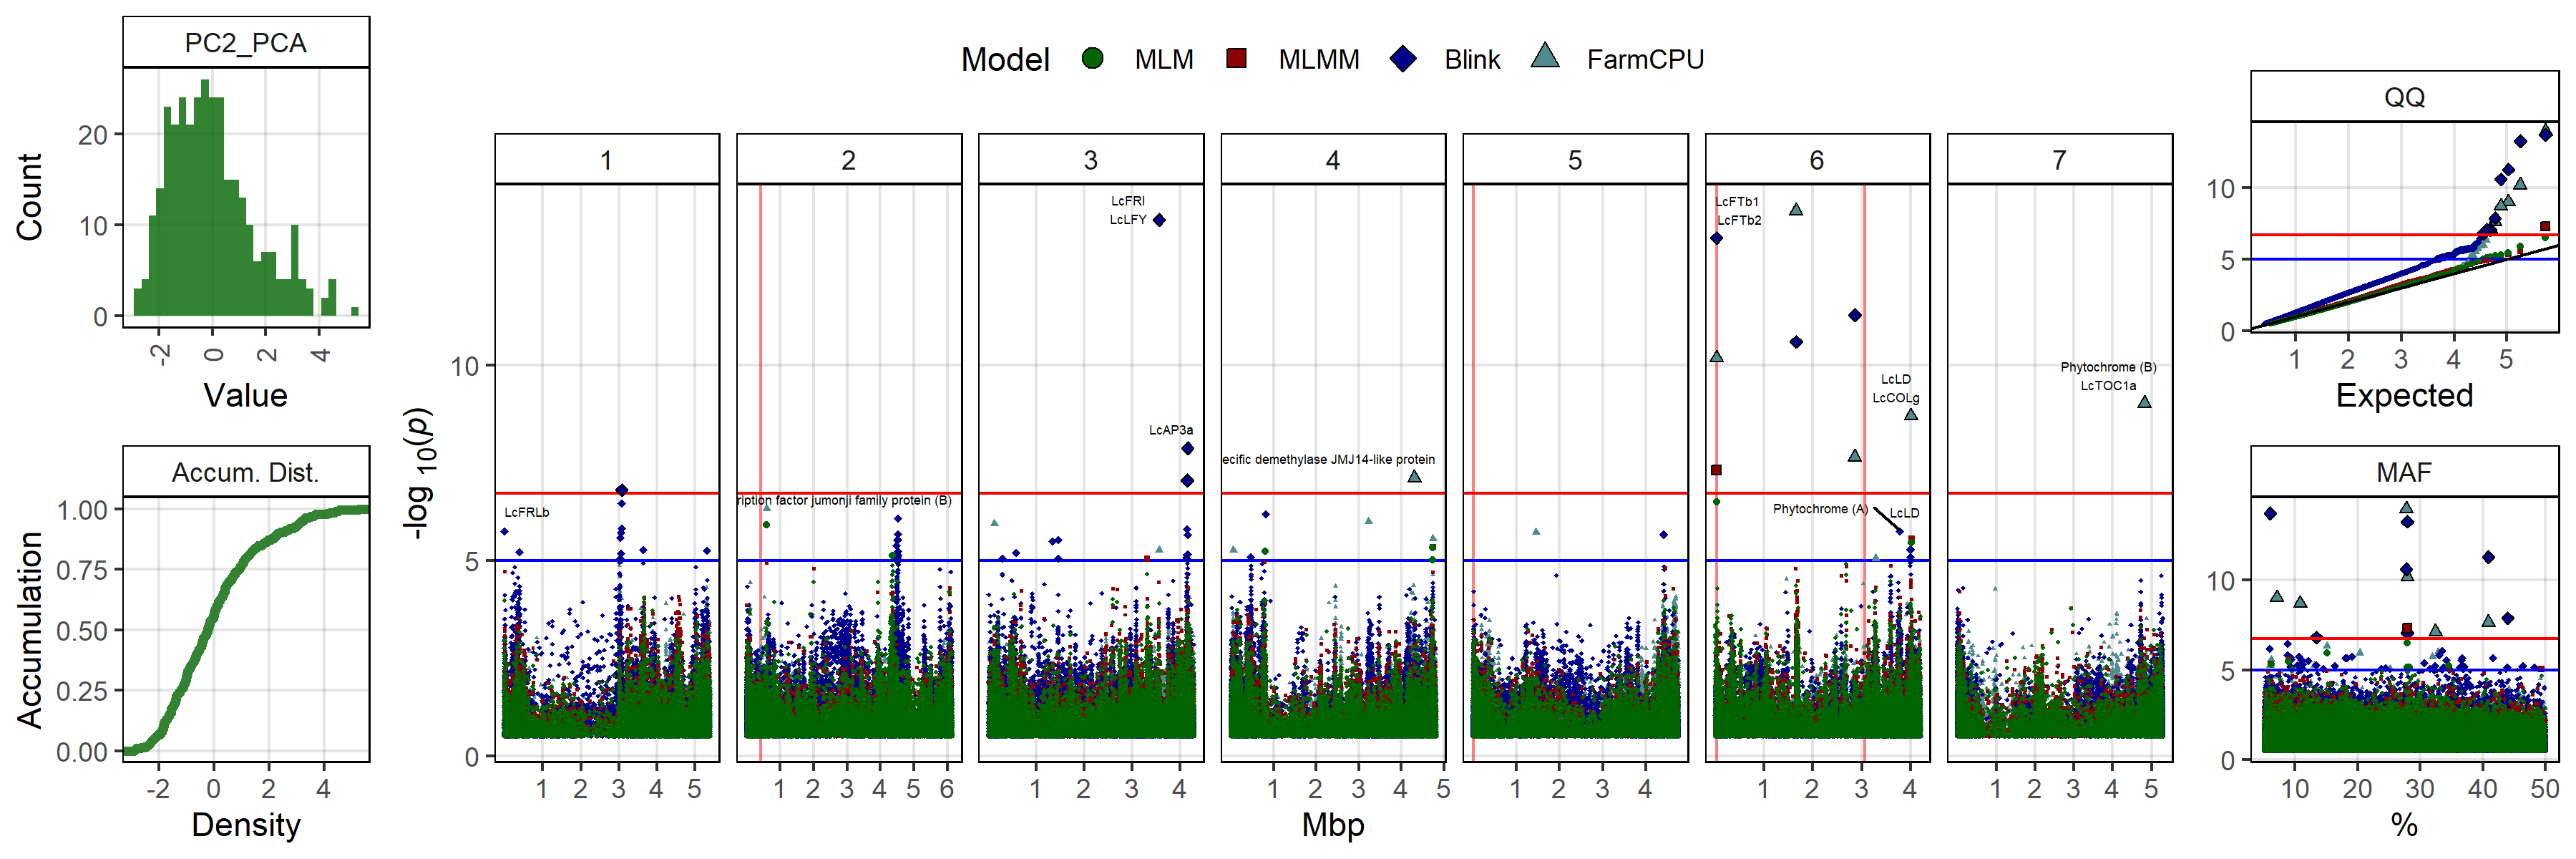 PC2_PCA
Count
20
10
0
-2
0
2
4
Value
Accum. Dist.
Accumulation
1.00
0.75
0.50
0.25
0.00
-2 0 2 4
Density
Model MLM MLMM Blink FarmCPU
-log 10(p)
10
5
0
1
2
3
4
5
6
7
LcFRLb
ription factor jumonji family protein (B)
LcFRI
LcLFY
LcAP3a
ecific demethylase JMJ14-like protein
LcFTb1
LcFTb2
LcLD
LcCOLg
Phytochrome (A)
LcLD
Phytochrome (B)
LcTOC1a
1 2 3 4 5
1 2 3 4 5 6
1 2 3 4
1 2 3 4 5
1 2 3 4
1 2 3 4
1 2 3 4 5
Mbp
QQ
10
5
0
1 2 3 4 5
Expected
MAF
10
5
0
10 20 30 40 50
%